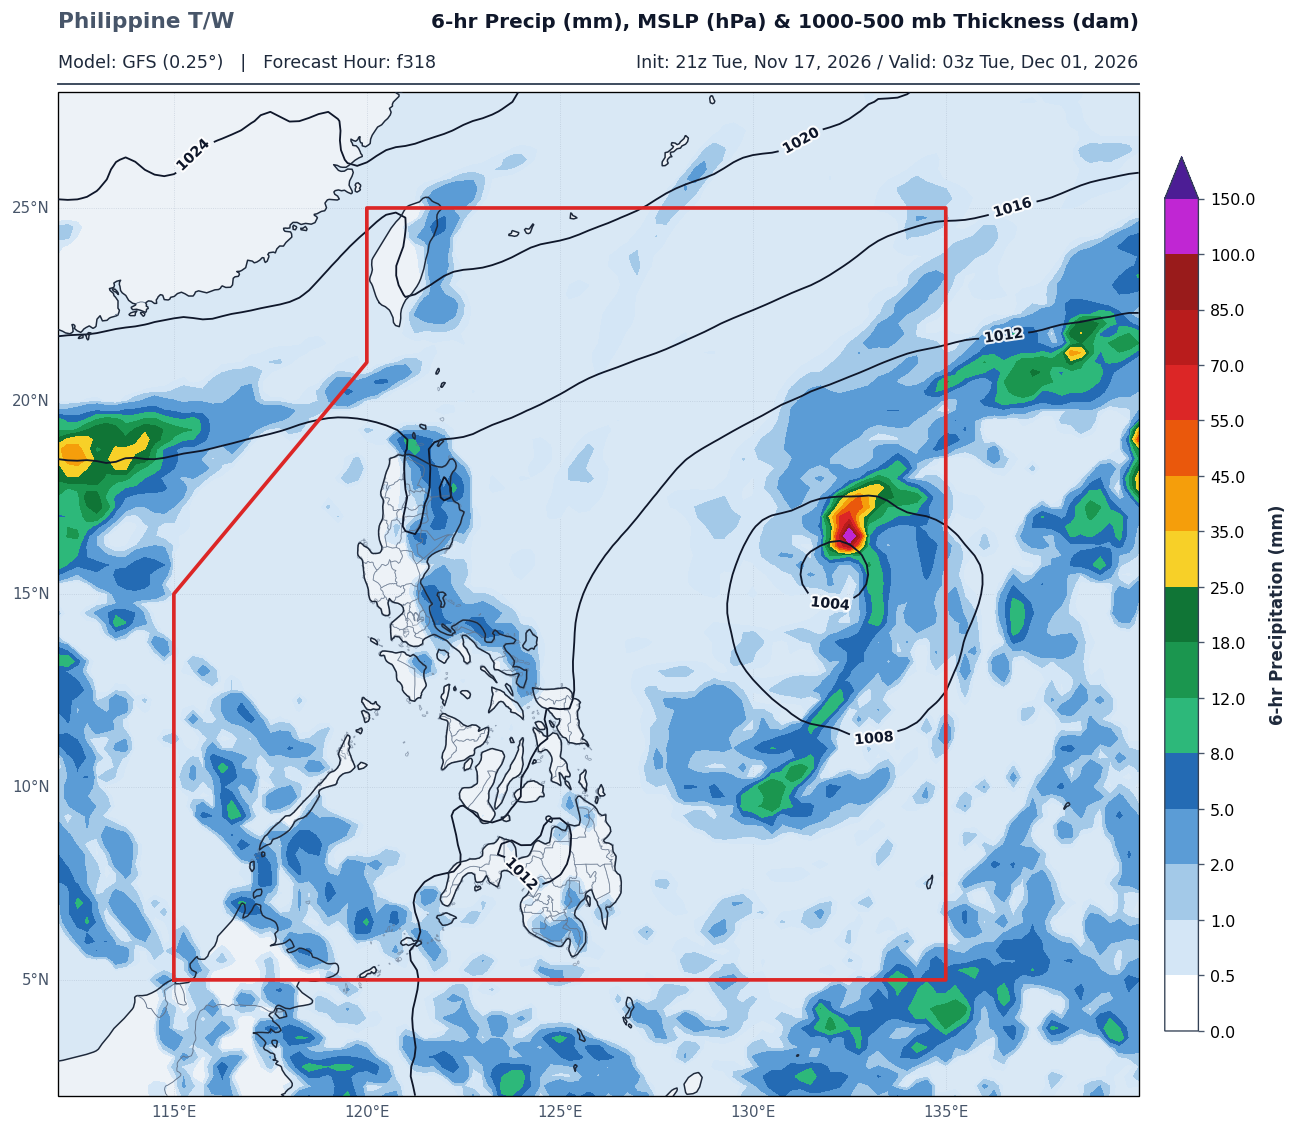 Philippine T/W
6-hr Precip (mm), MSLP (hPa) & 1000-500 mb Thickness (dam)
Model: GFS (0.25°) | Forecast Hour: f318
Init: 21z Tue, Nov 17, 2026 / Valid: 03z Tue, Dec 01, 2026
1024
1020
1016
1012
1004
1008
1012
25°N
20°N
15°N
10°N
5°N
115°E
120°E
125°E
130°E
135°E
150.0
100.0
85.0
70.0
55.0
45.0
35.0
25.0
18.0
12.0
8.0
5.0
2.0
1.0
0.5
0.0
6-hr Precipitation (mm)